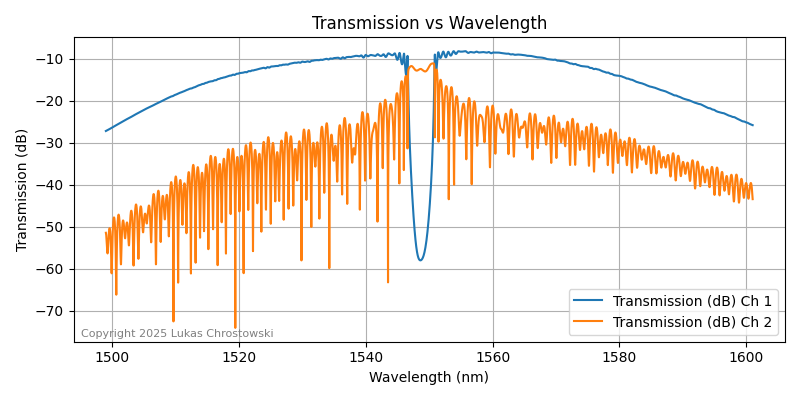 Transmission vs Wavelength
Transmission (dB)
−10
−20
−30
−40
−50
−60
−70
Transmission (dB) Ch 1
Transmission (dB) Ch 2
Copyright 2025 Lukas Chrostowski
1500
1520
1540
1560
1580
1600
Wavelength (nm)